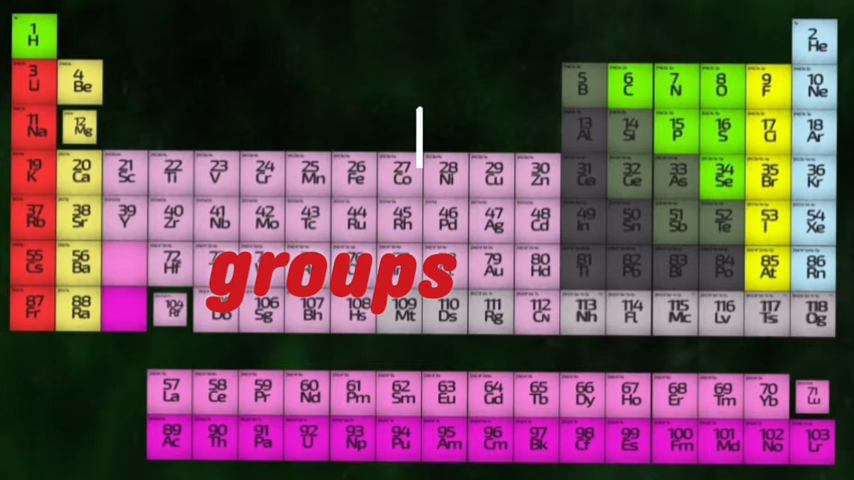 1 2
H He
3 4 5 6 7 8 9 10
Li Be B C N O F Ne
11 12 13 14 15 16 17 18
Na Mg Al Si P S Cl Ar
19 20 21 22 23 24 25 26 27 28 29 30 31 32 33 34 35 36
K Ca Sc Ti V Cr Mn Fe Co Ni Cu Zn Ga Ge As Se Br Kr
37 38 39 40 41 42 43 44 45 46 47 48 49 50 51 52 53 54
Rb Sr Y Zr Nb Mo Tc Ru Rh Pd Ag Cd In Sn Sb Te I Xe
55 56 72 79 80 81 82 83 84 85 86
Cs Ba Hf Au Hg Tl Pb Bi Po At Rn
groups
87 88 104 106 107 108 109 110 111 112 113 114 115 116 117 118
Fr Ra Rf Db Sg Bh Hs Mt Ds Rg Cn Nh Fl Mc Lv Ts Og
57 58 59 60 61 62 63 64 65 66 67 68 69 70 71
La Ce Pr Nd Pm Sm Eu Gd Tb Dy Ho Er Tm Yb Lu
89 90 91 92 93 94 95 96 97 98 99 100 101 102 103
Ac Th Pa U Np Pu Am Cm Bk Cf Es Fm Md No Lr